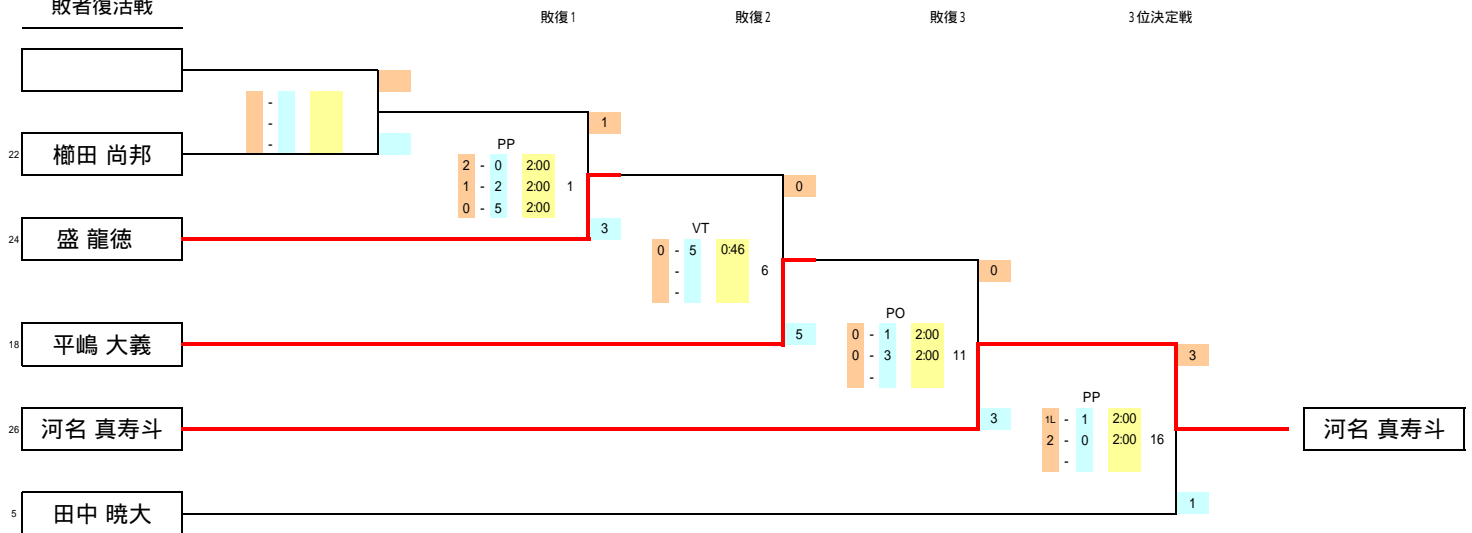 敗者復活戦
敗復1 敗復2 敗復3 3位決定戦
-
-
-
22 櫛田 尚邦
1
PP
2 - 0 2:00
1 - 2 2:00 1
0 - 5 2:00
3
24 盛 龍徳
0
VT
0 - 5 0:46
- 6
-
5
18 平嶋 大義
0
PO
0 - 1 2:00
0 - 3 2:00 11
-
3
26 河名 真寿斗
3
PP
1L - 1 2:00
2 - 0 2:00 16
-
1
河名 真寿斗
5 田中 暁大